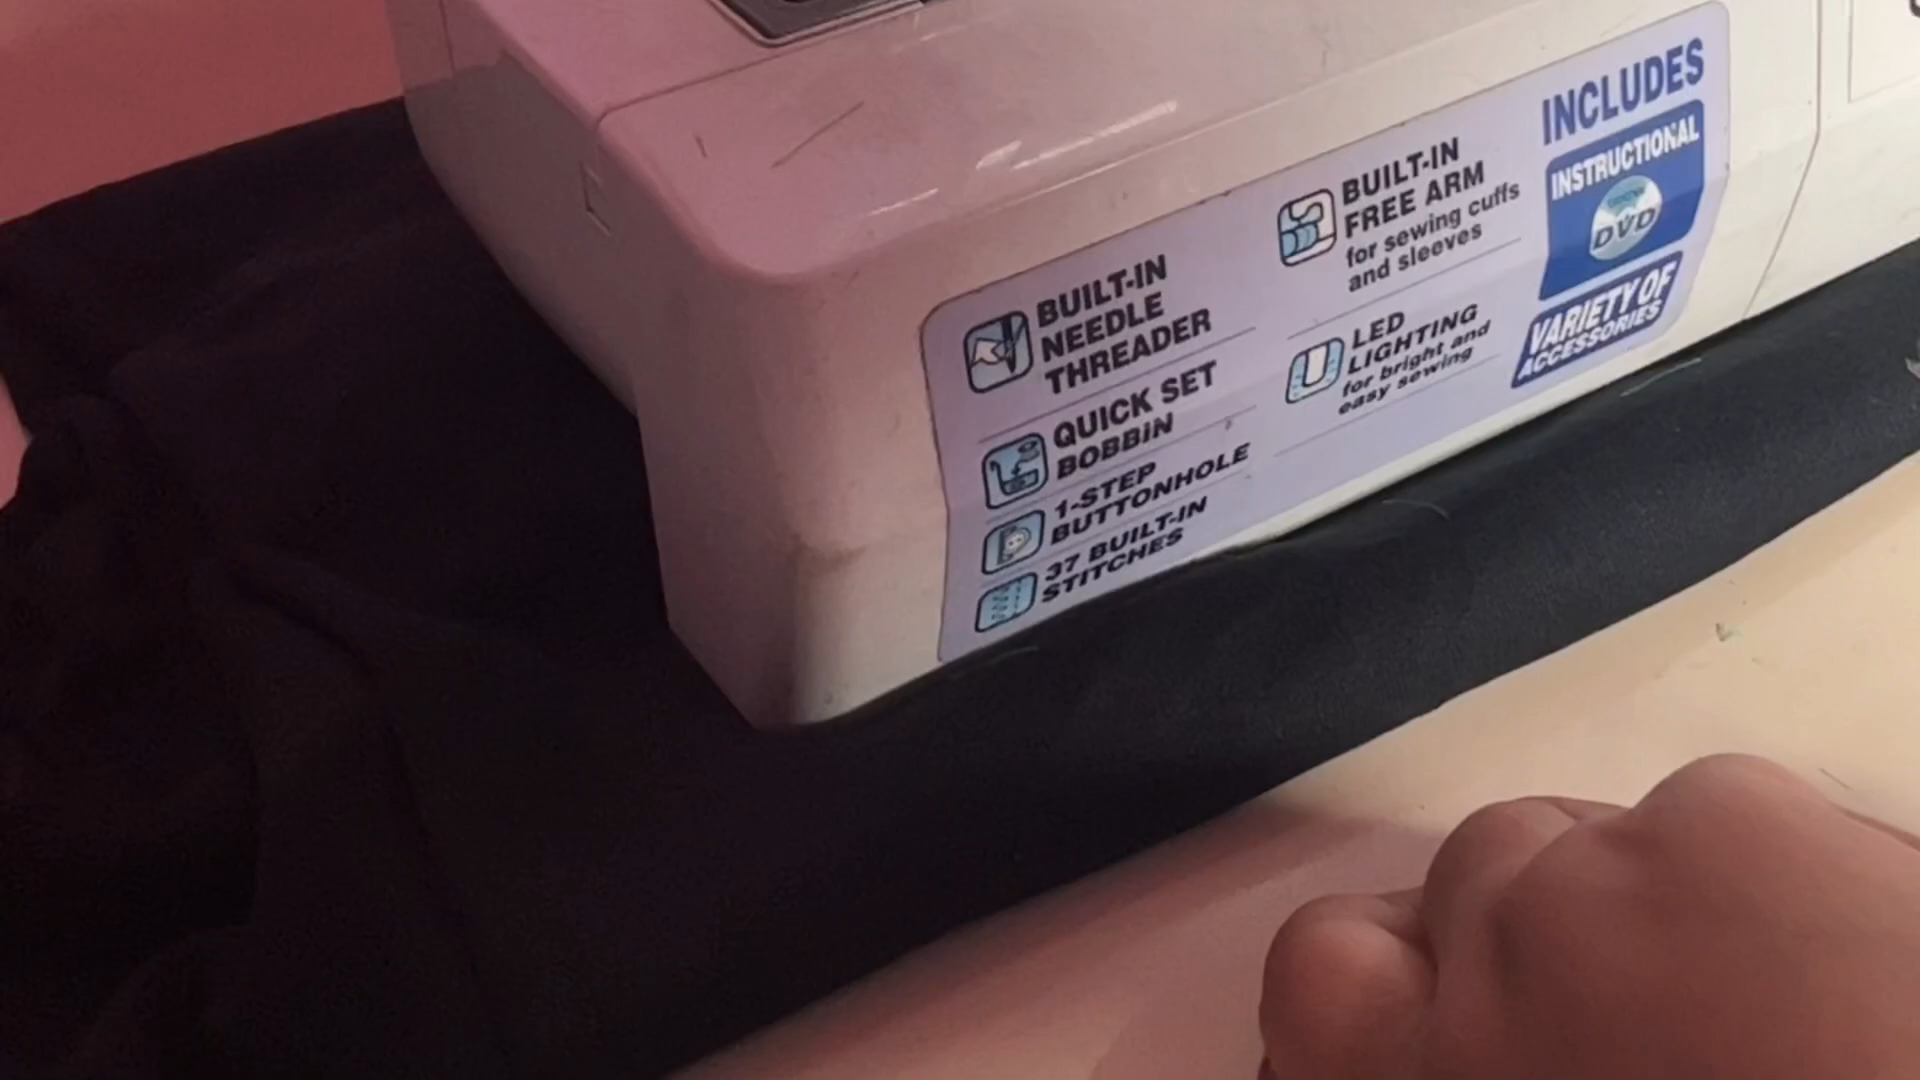 BUILT-IN
NEEDLE
THREADER
QUICK SET
BOBBIN
1-STEP
BUTTONHOLE
37 BUILT-IN
STITCHES
BUILT-IN
FREE ARM
for sewing cuffs
and sleeves
LED
LIGHTING
for bright and
easy sewing
INCLUDES
INSTRUCTIONAL
DVD
VARIETY OF
ACCESSORIES